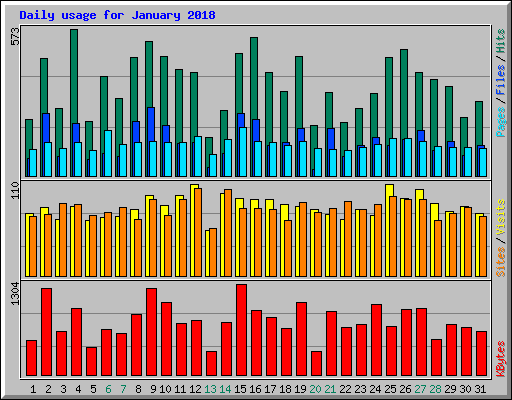 Daily usage for January 2018
573
Pages / Files / Hits
110
Sites / Visits
1304
KBytes
1 2 3 4 5 6 7 8 9 10 11 12 13 14 15 16 17 18 19 20 21 22 23 24 25 26 27 28 29 30 31